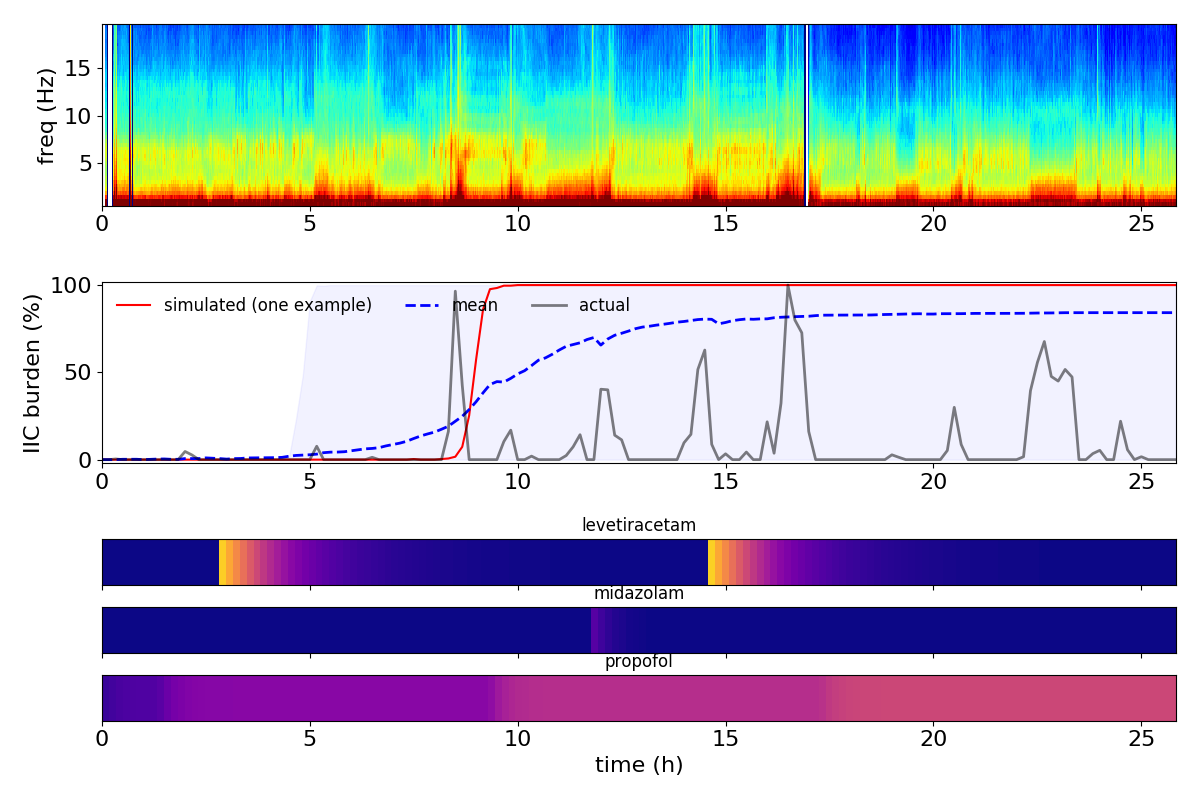 15
10
5
freq (Hz)
0 5 10 15 20 25
100
50
0
IIC burden (%)
simulated (one example) mean actual
0 5 10 15 20 25
levetiracetam
midazolam
propofol
0 5 10 15 20 25
time (h)